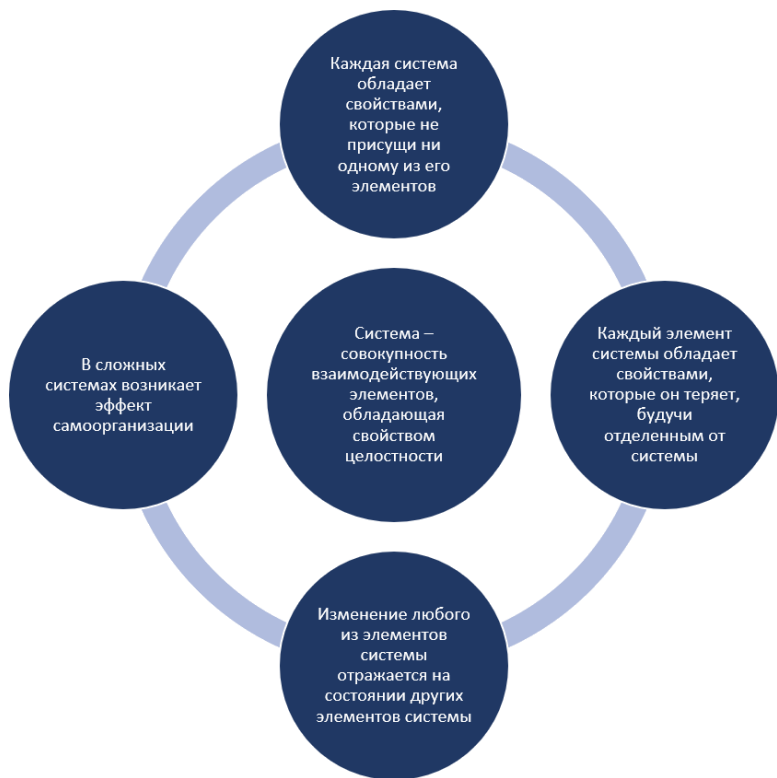 Каждая система
обладает
свойствами,
которые не
присущи ни
одному из его
элементов
В сложных
системах возникает
эффект
самоорганизации
Система –
совокупность
взаимодействующих
элементов,
обладающая
свойством
целостности
Каждый элемент
системы обладает
свойствами,
которые он теряет,
будучи
отделенным от
системы
Изменение любого
из элементов
системы
отражается на
состоянии других
элементов системы